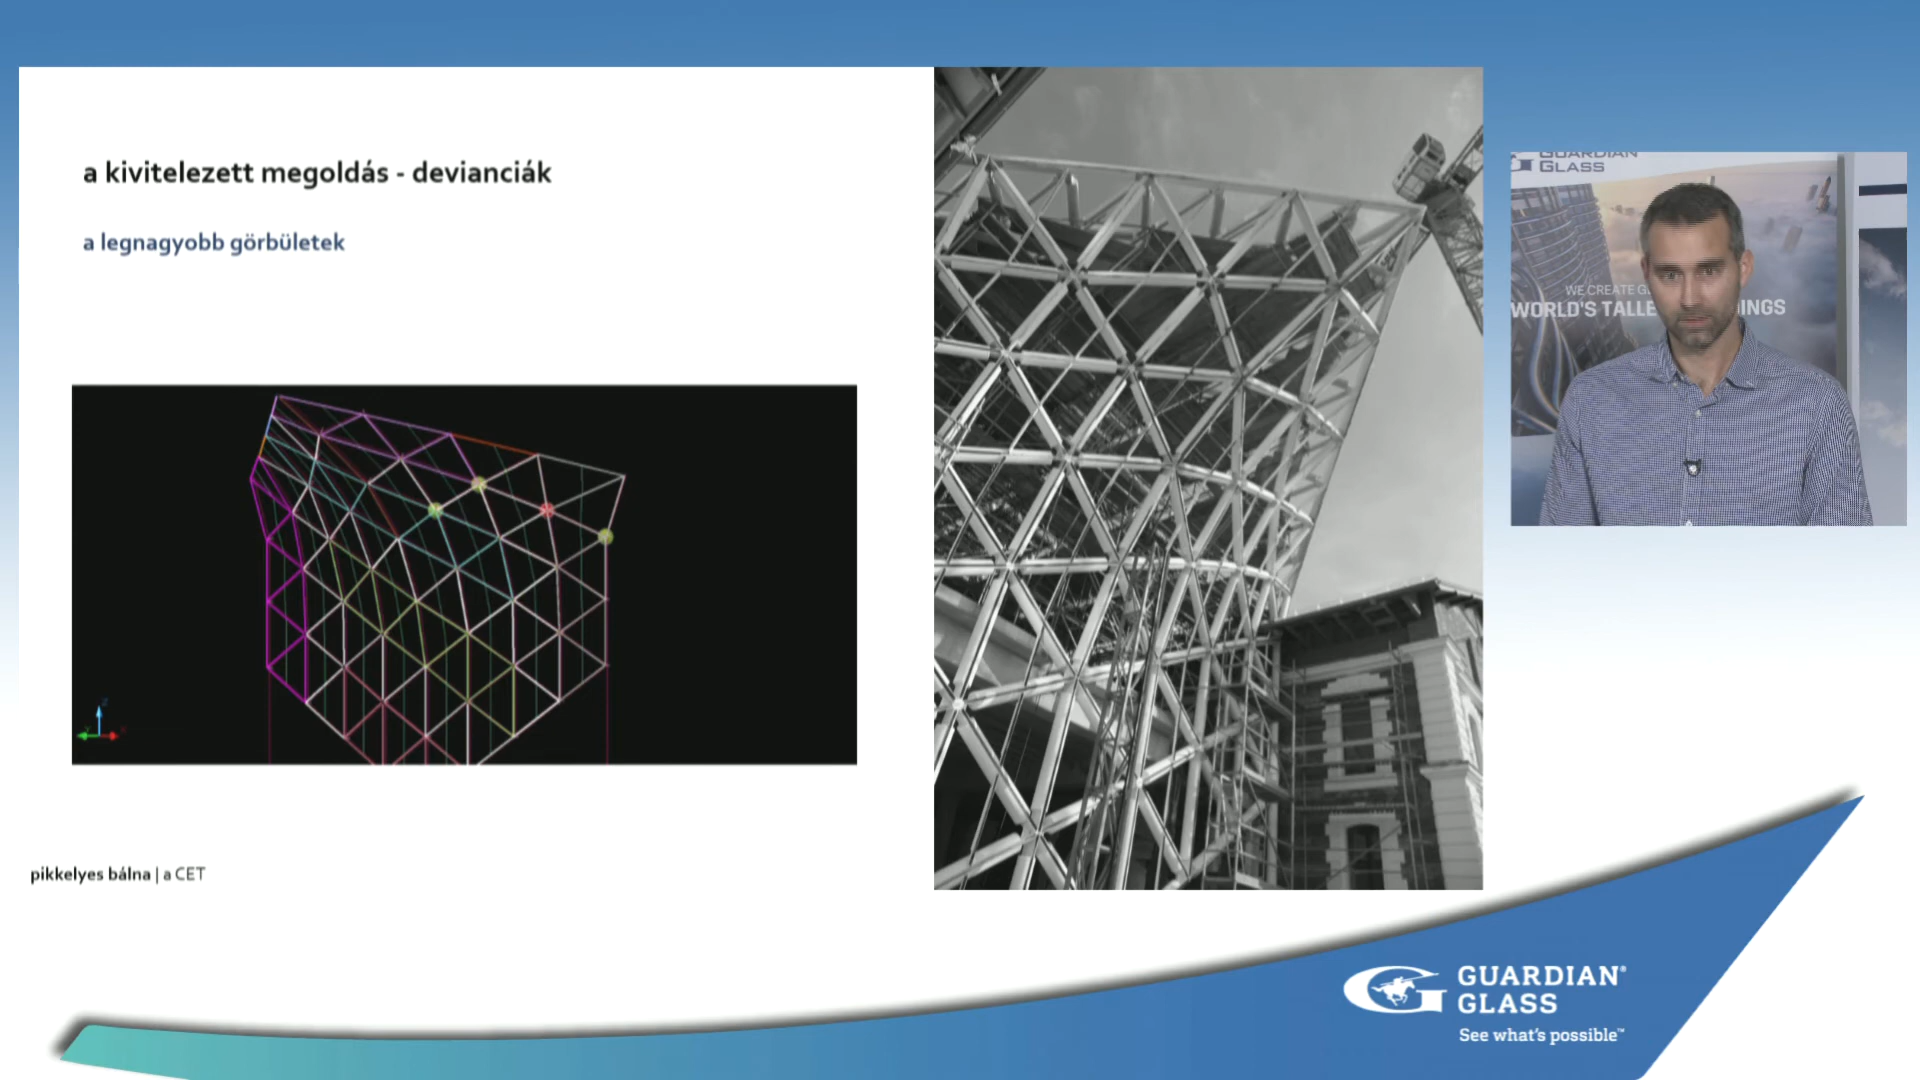 a kivitelezett megoldás - devianciák
a legnagyobb görbületek
pikkelyes bálna | a CET
GUARDIAN
GLASS
WE CREATE
WORLD'S TALLE INGS
GUARDIAN®
GLASS
See what's possible™